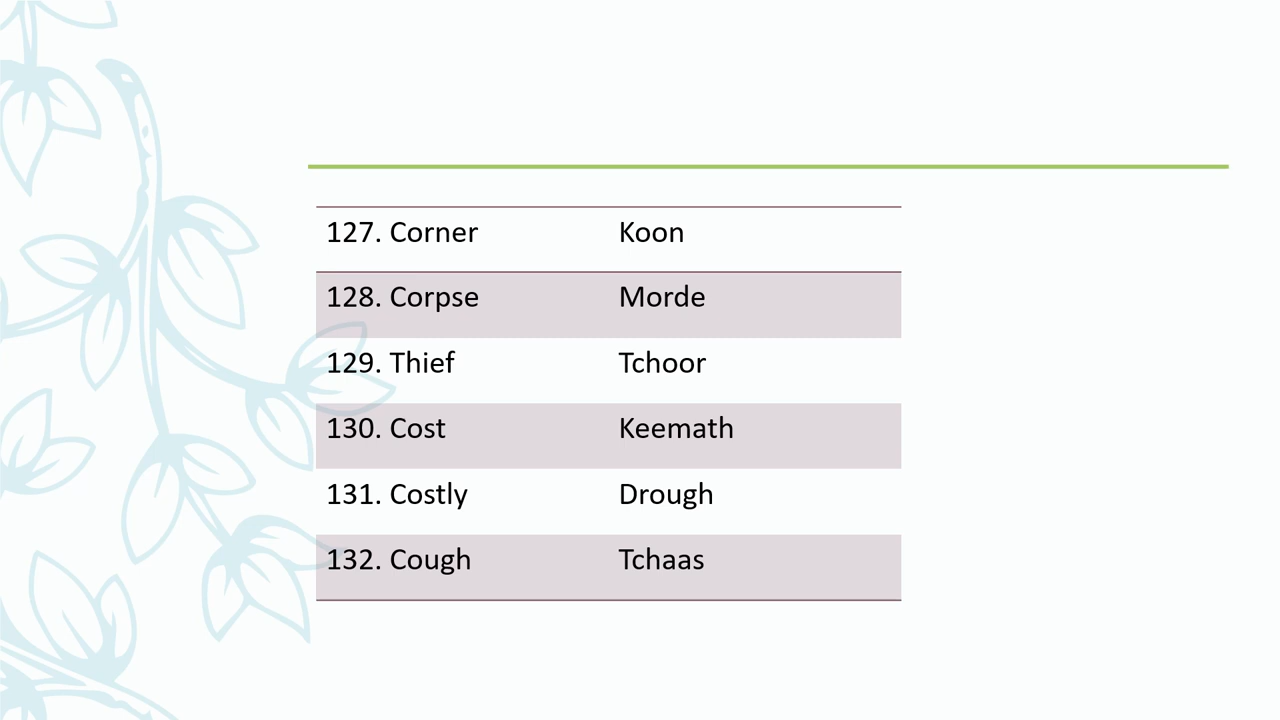 127. Corner Koon
128. Corpse Morde
129. Thief Tchoor
130. Cost Keemath
131. Costly Drough
132. Cough Tchaas